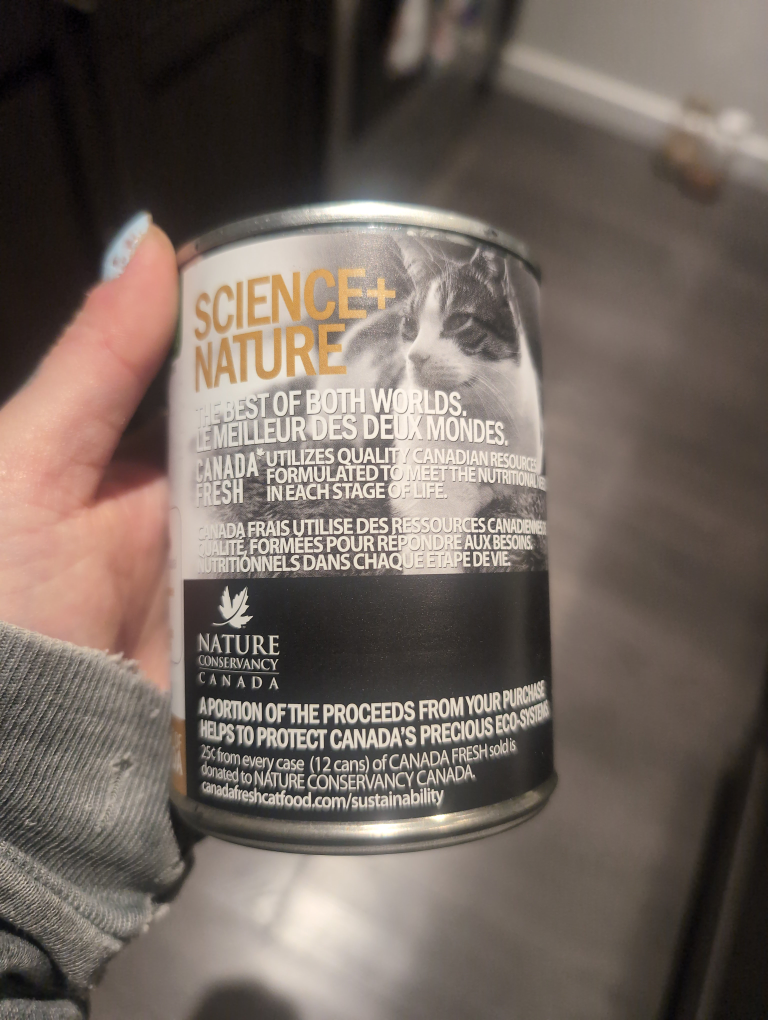 SCIENCE+
NATURE
THE BEST OF BOTH WORLDS.
LE MEILLEUR DES DEUX MONDES.
CANADA
FRESH
UTILIZES QUALITY CANADIAN RESOURCES
FORMULATED TO MEET THE NUTRITIONAL
IN EACH STAGE OF LIFE.
CANADA FRAIS UTILISE DES RESSOURCES CANADIENNES
QUALITÉ, FORMÉES POUR RÉPONDRE AUX BESOINS
NUTRITIONNELS DANS CHAQUE ÉTAPE DE VIE.
NATURE
CONSERVANCY
CANADA
A PORTION OF THE PROCEEDS FROM YOUR PURCHASE
HELPS TO PROTECT CANADA'S PRECIOUS ECO-SYSTEMS.
25¢ from every case (12 cans) of CANADA FRESH sold is
donated to NATURE CONSERVANCY CANADA.
canadafreshcatfood.com/sustainability